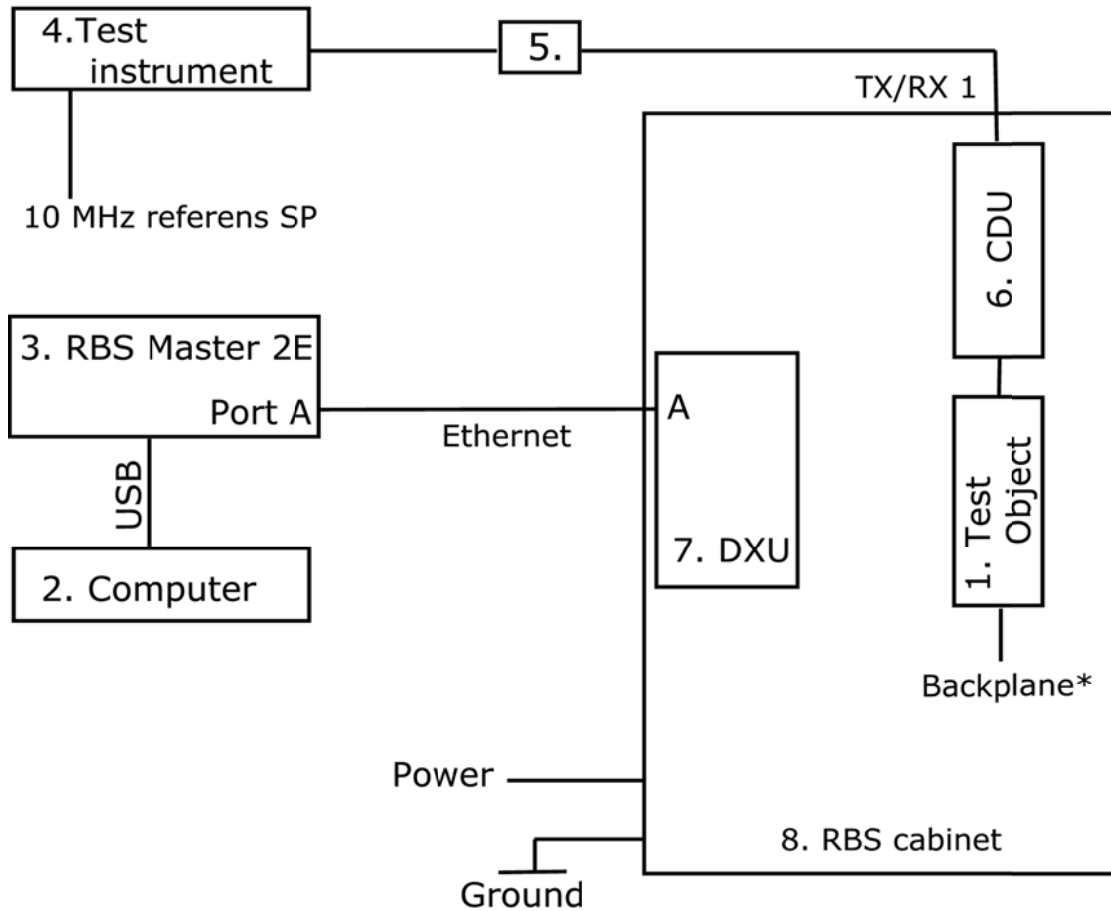 4.Test
instrument
5.
TX/RX 1
10 MHz referens SP
6. CDU
3. RBS Master 2E
Port A
Ethernet
A
7. DXU
USB
2. Computer
1. Test
Object
Backplane*
Power
8. RBS cabinet
Ground